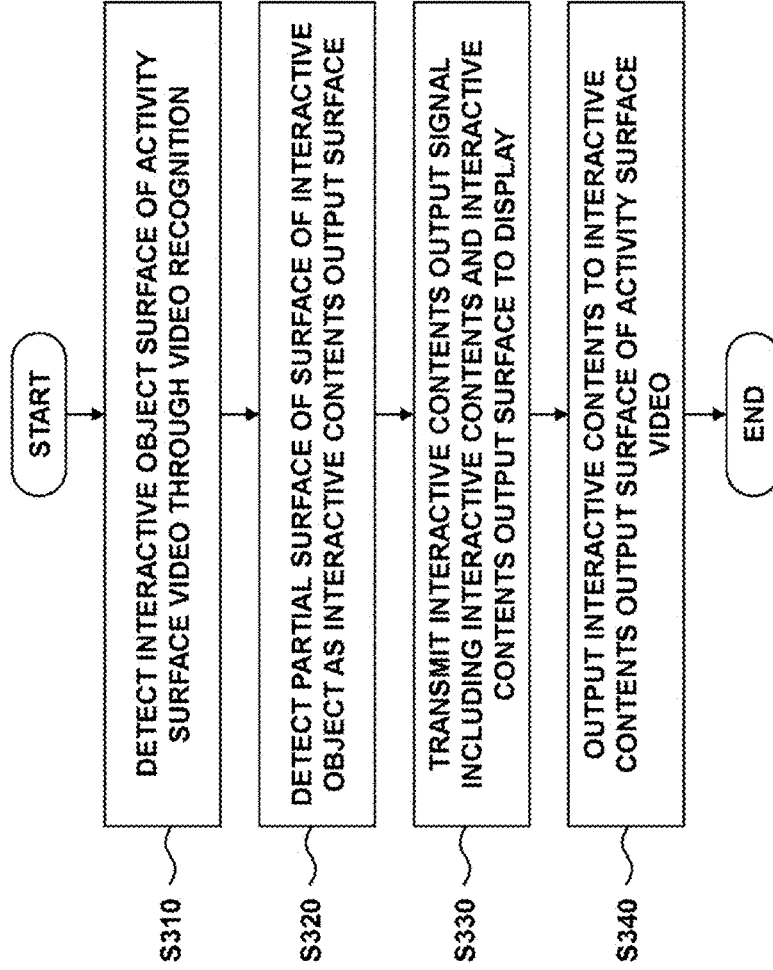 START
S310
DETECT INTERACTIVE OBJECT SURFACE OF ACTIVITY
SURFACE VIDEO THROUGH VIDEO RECOGNITION
S320
DETECT PARTIAL SURFACE OF SURFACE OF INTERACTIVE
OBJECT AS INTERACTIVE CONTENTS OUTPUT SURFACE
S330
TRANSMIT INTERACTIVE CONTENTS OUTPUT SIGNAL
INCLUDING INTERACTIVE CONTENTS AND INTERACTIVE
CONTENTS OUTPUT SURFACE TO DISPLAY
S340
OUTPUT INTERACTIVE CONTENTS TO INTERACTIVE
CONTENTS OUTPUT SURFACE OF ACTIVITY SURFACE
VIDEO
END